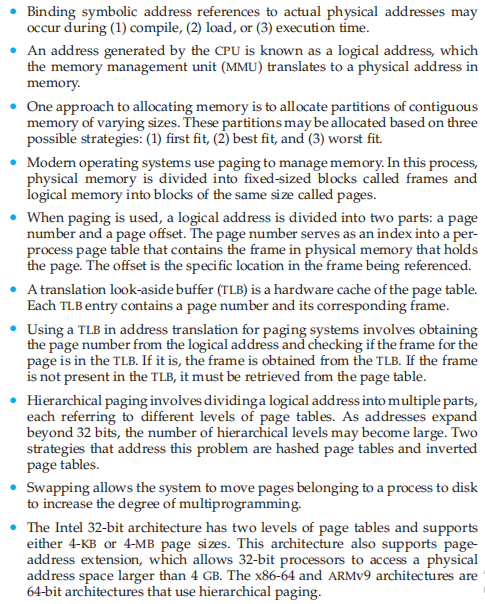 • Binding symbolic address references to actual physical addresses may
occur during (1) compile, (2) load, or (3) execution time.
• An address generated by the CPU is known as a logical address, which
the memory management unit (MMU) translates to a physical address in
memory.
• One approach to allocating memory is to allocate partitions of contiguous
memory of varying sizes. These partitions may be allocated based on three
possible strategies: (1) first fit, (2) best fit, and (3) worst fit.
• Modern operating systems use paging to manage memory. In this process,
physical memory is divided into fixed-sized blocks called frames and
logical memory into blocks of the same size called pages.
• When paging is used, a logical address is divided into two parts: a page
number and a page offset. The page number serves as an index into a per-
process page table that contains the frame in physical memory that holds
the page. The offset is the specific location in the frame being referenced.
• A translation look-aside buffer (TLB) is a hardware cache of the page table.
Each TLB entry contains a page number and its corresponding frame.
• Using a TLB in address translation for paging systems involves obtaining
the page number from the logical address and checking if the frame for the
page is in the TLB. If it is, the frame is obtained from the TLB. If the frame
is not present in the TLB, it must be retrieved from the page table.
• Hierarchical paging involves dividing a logical address into multiple parts,
each referring to different levels of page tables. As addresses expand
beyond 32 bits, the number of hierarchical levels may become large. Two
strategies that address this problem are hashed page tables and inverted
page tables.
• Swapping allows the system to move pages belonging to a process to disk
to increase the degree of multiprogramming.
• The Intel 32-bit architecture has two levels of page tables and supports
either 4-KB or 4-MB page sizes. This architecture also supports page-
address extension, which allows 32-bit processors to access a physical
address space larger than 4 GB. The x86-64 and ARMv9 architectures are
64-bit architectures that use hierarchical paging.